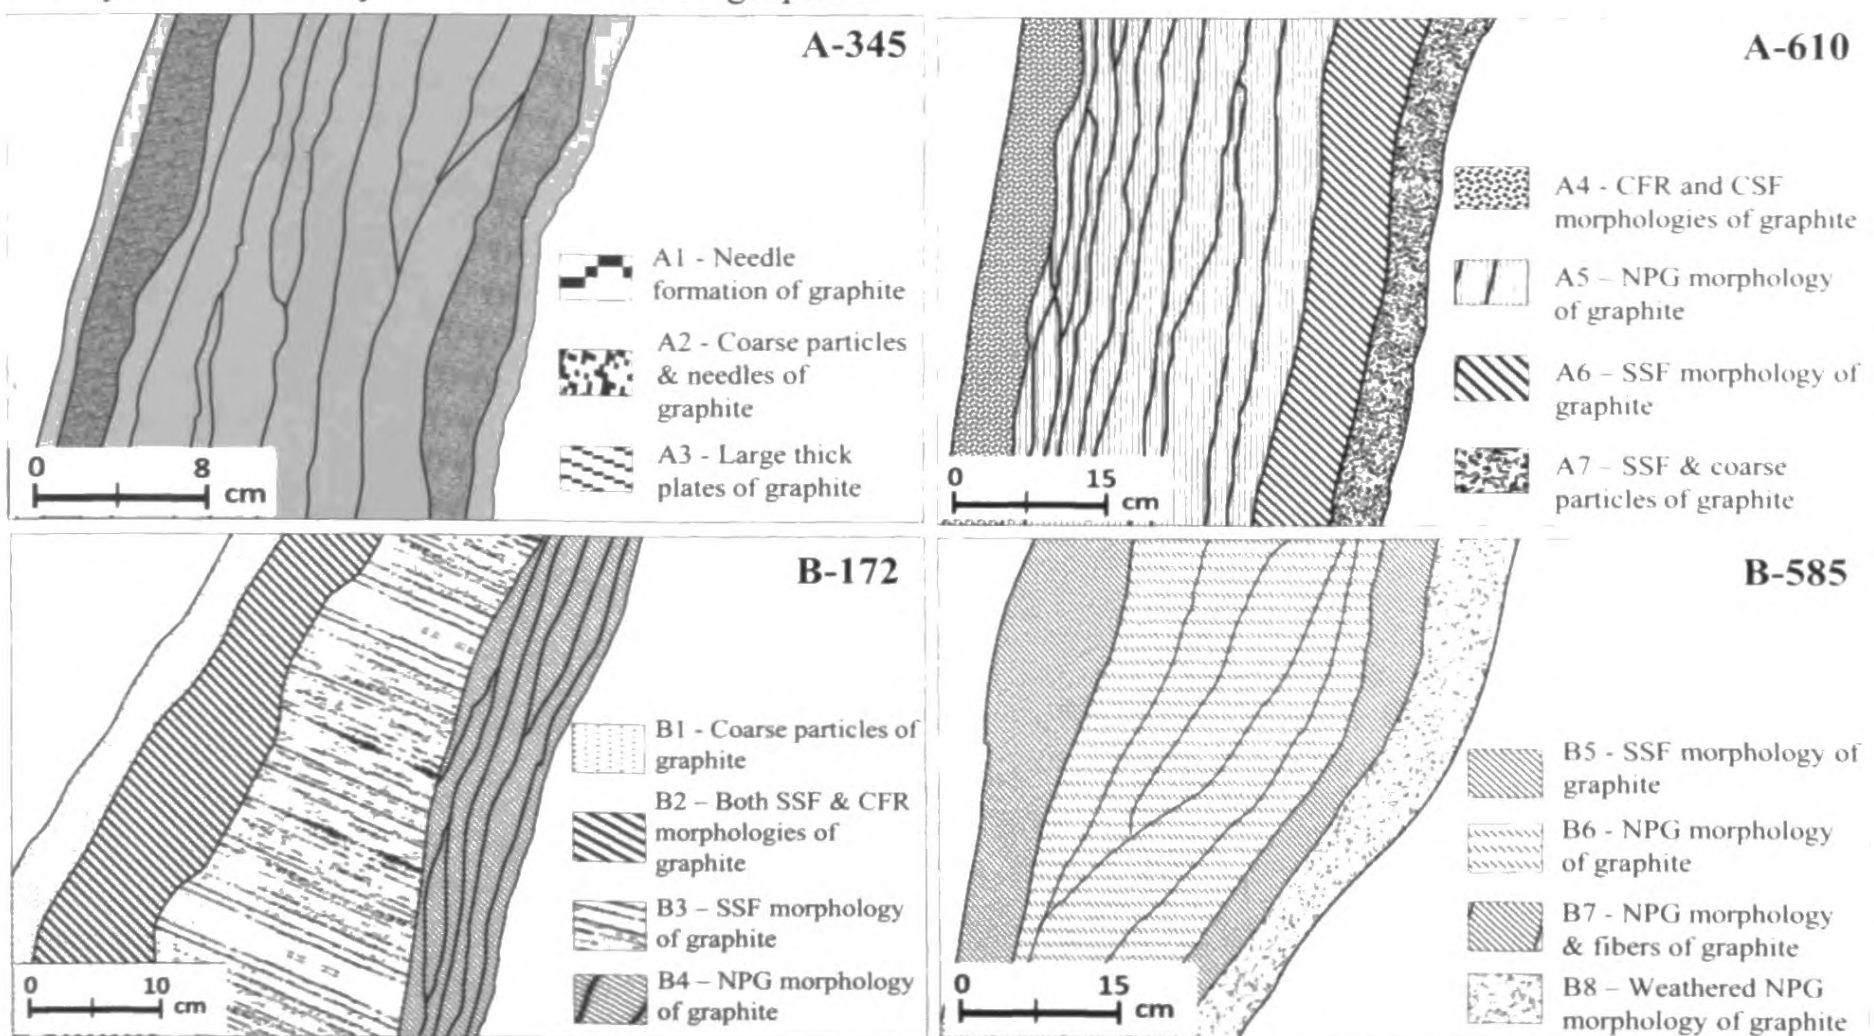 A-345
A1 - Needle
formation of graphite
A2 - Coarse particles
& needles of
graphite
A3 - Large thick
plates of graphite
0 8 cm
A-610
A4 - CFR and CSF
morphologies of graphite
A5 – NPG morphology
of graphite
A6 – SSF morphology of
graphite
A7 – SSF & coarse
particles of graphite
0 15 cm
B-172
B1 - Coarse particles of
graphite
B2 – Both SSF & CFR
morphologies of
graphite
B3 – SSF morphology
of graphite
B4 – NPG morphology
of graphite
0 10 cm
B-585
B5 - SSF morphology of
graphite
B6 - NPG morphology
of graphite
B7 - NPG morphology
& fibers of graphite
B8 – Weathered NPG
morphology of graphite
0 15 cm